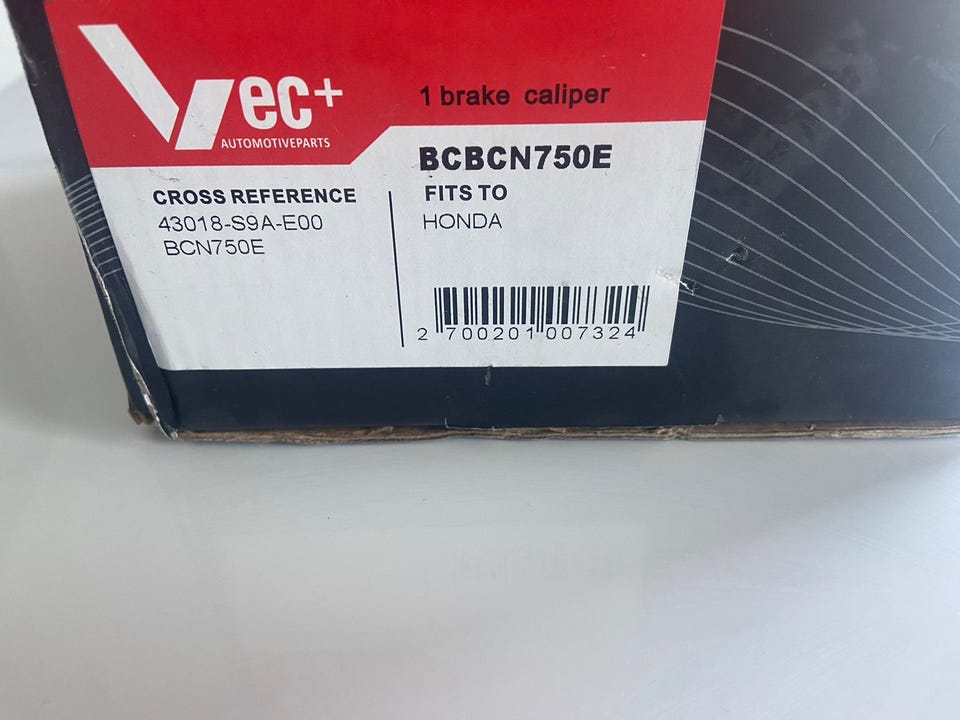 Vec+
AUTOMOTIVEPARTS
1 brake caliper
BCBCN750E
CROSS REFERENCE
43018-S9A-E00
BCN750E
FITS TO
HONDA
2 700201 007324